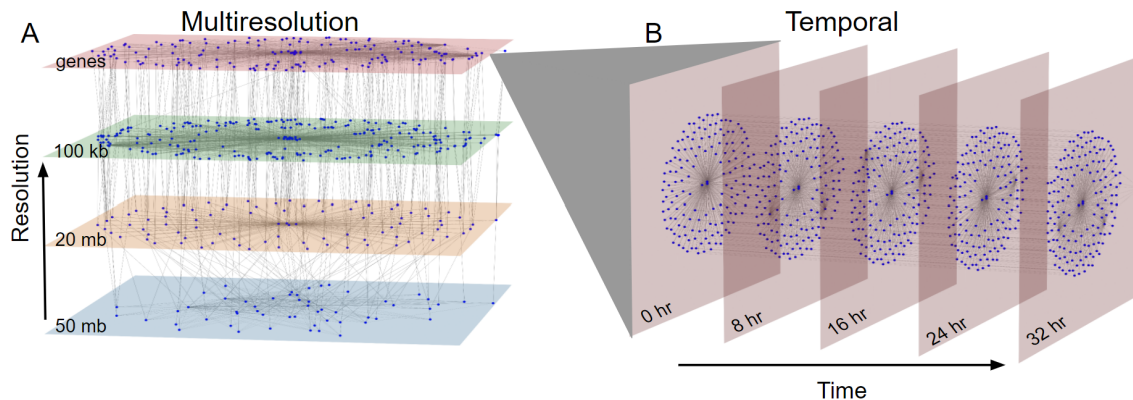 A
Multiresolution
genes
100 kb
20 mb
50 mb
Resolution
B
Temporal
0 hr
8 hr
16 hr
24 hr
32 hr
Time